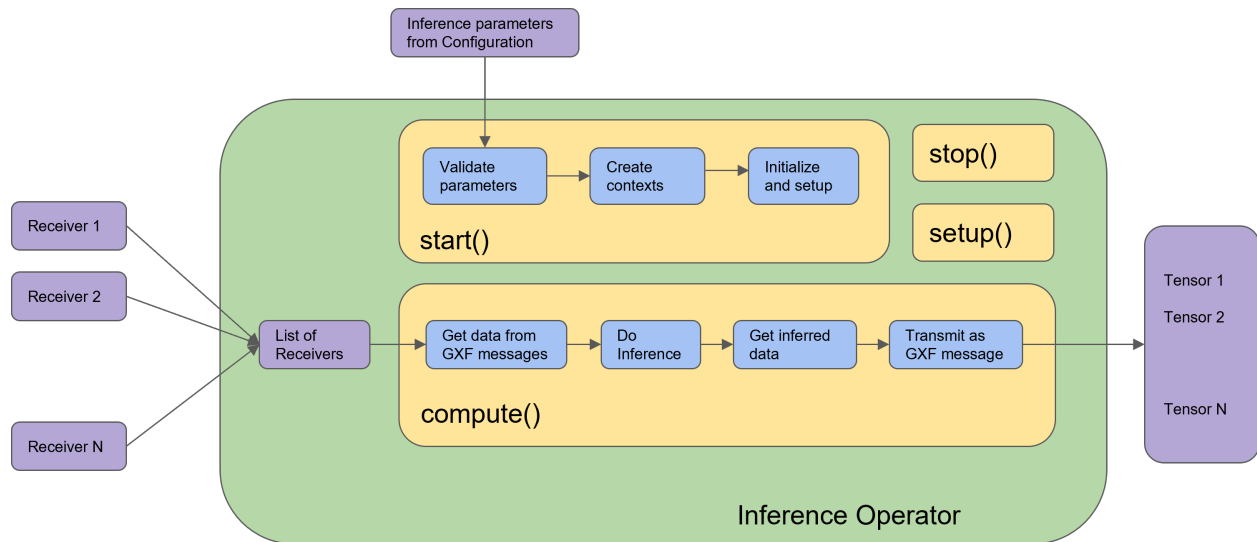 Inference parameters
from Configuration
Validate
parameters
Create
contexts
Initialize
and setup
start()
stop()
setup()
Receiver 1
Receiver 2
Receiver N
List of
Receivers
Get data from
GXF messages
Do
Inference
Get inferred
data
Transmit as
GXF message
compute()
Tensor 1
Tensor 2
Tensor N
Inference Operator